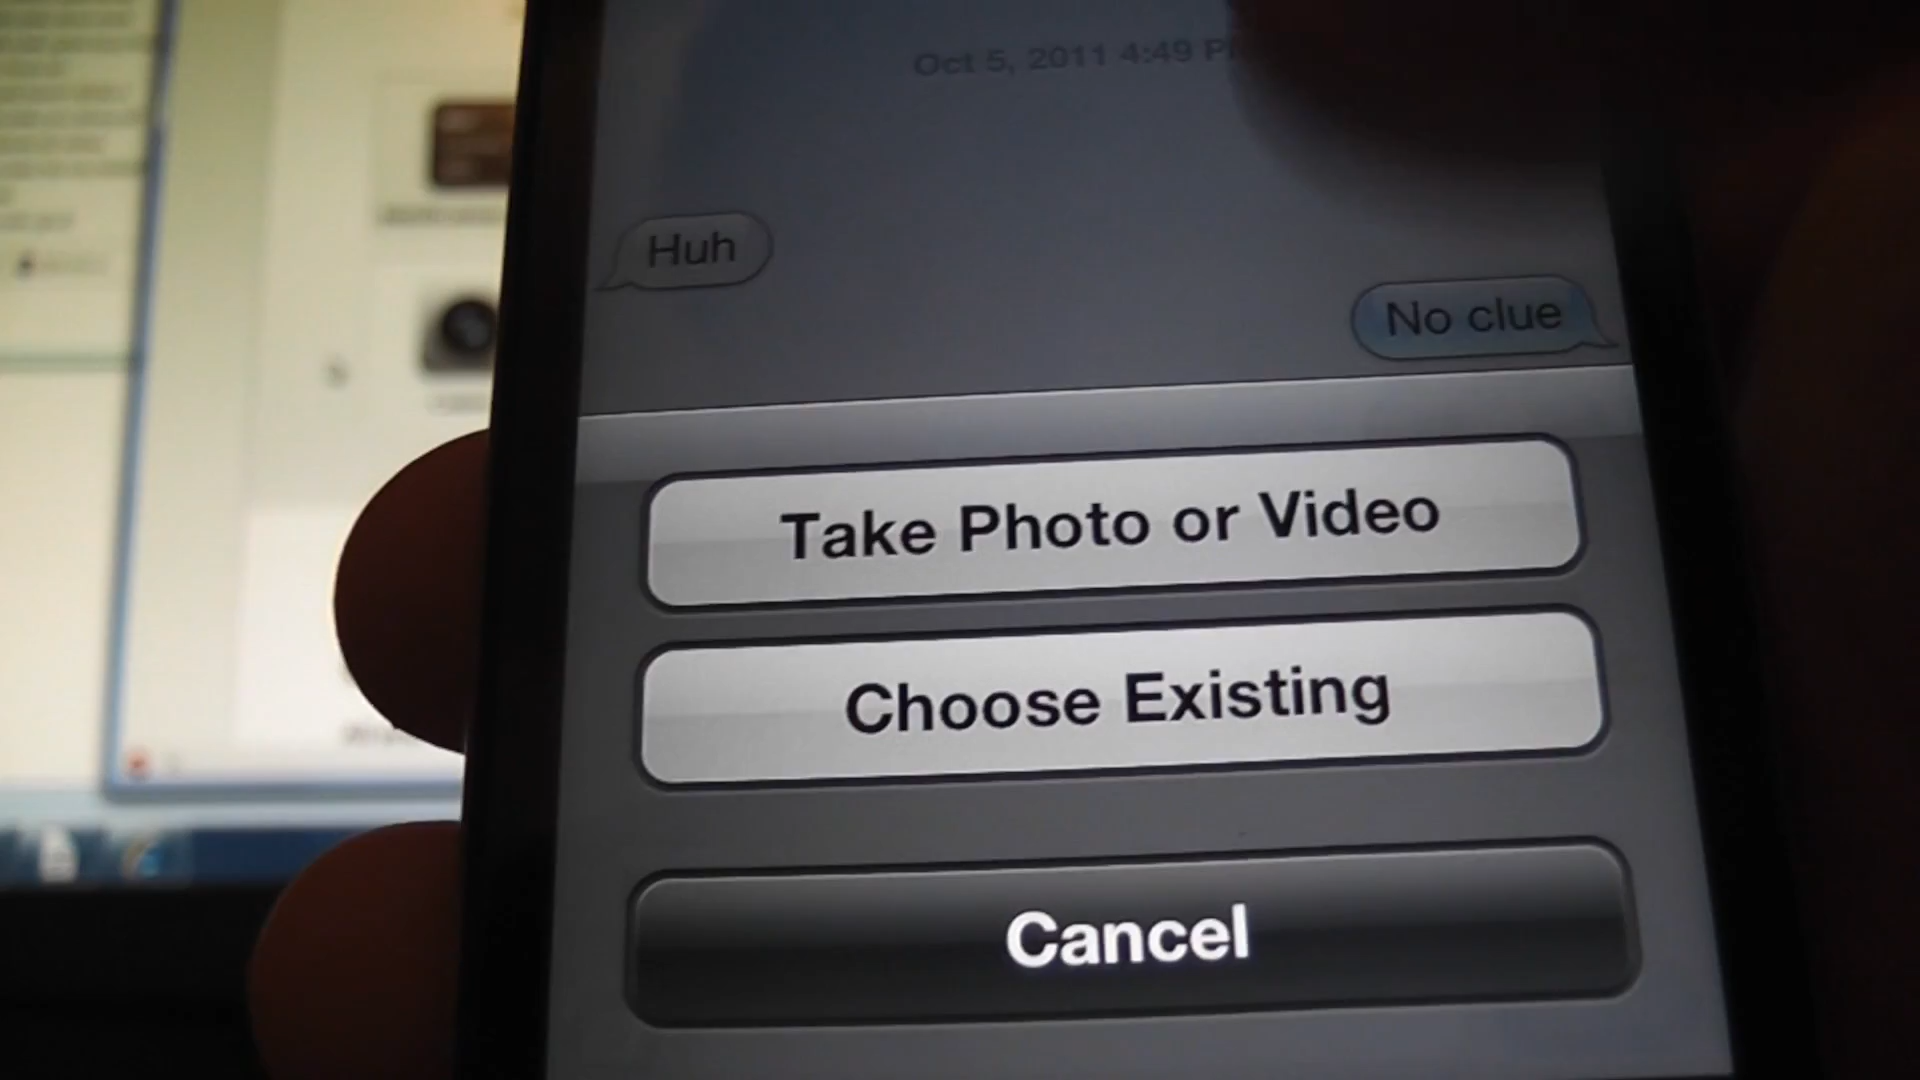 Oct 5, 2011 4:49
Huh
No clue
Take Photo or Video
Choose Existing
Cancel